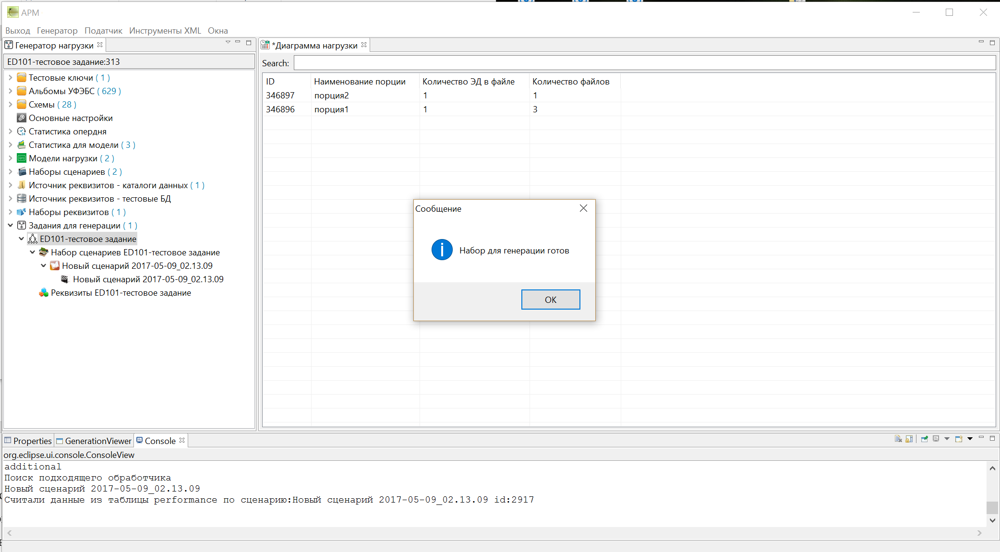 АРМ
Выход Генератор Податчик Инструменты XML Окна
Генератор нагрузки
ED101-тестовое задание:313
Тестовые ключи ( 1 )
Альбомы УФЭБС ( 629 )
Схемы ( 28 )
Основные настройки
Статистика опердня
Статистика для модели ( 3 )
Модели нагрузки ( 2 )
Наборы сценариев ( 2 )
Источник реквизитов - каталоги данных ( 1 )
Источник реквизитов - тестовые БД
Наборы реквизитов ( 1 )
Задания для генерации ( 1 )
ED101-тестовое задание
Набор сценариев ED101-тестовое задание
Новый сценарий 2017-05-09_02.13.09
Новый сценарий 2017-05-09_02.13.09
Реквизиты ED101-тестовое задание
*Диаграмма нагрузки
Search:
ID Наименование порции Количество ЭД в файле Количество файлов
346897 порция2 1 1
346896 порция1 1 3
Сообщение
Набор для генерации готов
OK
Properties GenerationViewer Console
org.eclipse.ui.console.ConsoleView
additional
Поиск подходящего обработчика
Новый сценарий 2017-05-09_02.13.09
Считали данные из таблицы performance по сценарию:Новый сценарий 2017-05-09_02.13.09 id:2917